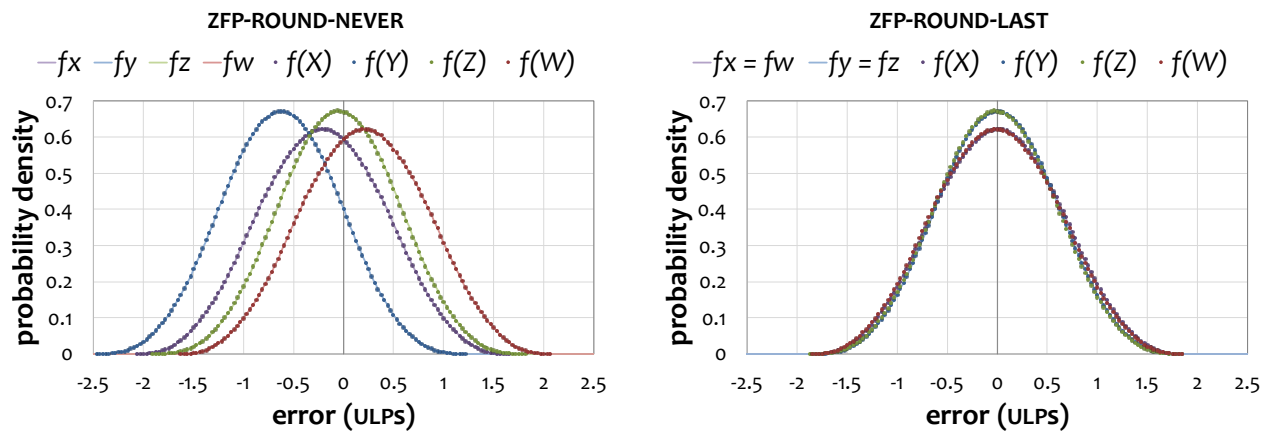 ZFP-ROUND-NEVER
fx fy fz fw f(X) f(Y) f(Z) f(W)
probability density
0.7
0.6
0.5
0.4
0.3
0.2
0.1
0
-2.5 -2 -1.5 -1 -0.5 0 0.5 1 1.5 2 2.5
error (ULPs)
ZFP-ROUND-LAST
fx = fw fy = fz f(X) f(Y) f(Z) f(W)
probability density
0.7
0.6
0.5
0.4
0.3
0.2
0.1
0
-2.5 -2 -1.5 -1 -0.5 0 0.5 1 1.5 2 2.5
error (ULPs)